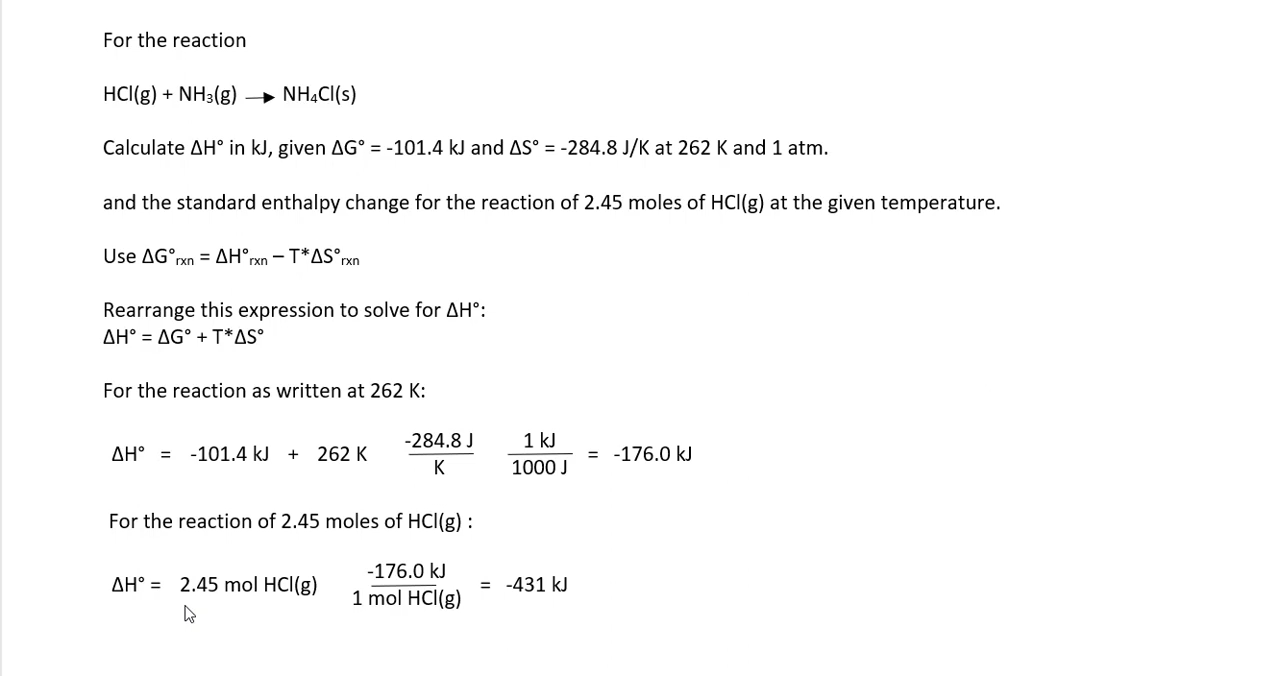 For the reaction
HCl(g) + NH₃(g) → NH₄Cl(s)
Calculate ΔH° in kJ, given ΔG° = -101.4 kJ and ΔS° = -284.8 J/K at 262 K and 1 atm.
and the standard enthalpy change for the reaction of 2.45 moles of HCl(g) at the given temperature.
Use ΔG°rxn = ΔH°rxn – T*ΔS°rxn
Rearrange this expression to solve for ΔH°:
ΔH° = ΔG° + T*ΔS°
For the reaction as written at 262 K:
ΔH° = -101.4 kJ + 262 K -284.8 J / K 1 kJ / 1000 J = -176.0 kJ
For the reaction of 2.45 moles of HCl(g) :
ΔH° = 2.45 mol HCl(g) -176.0 kJ / 1 mol HCl(g) = -431 kJ